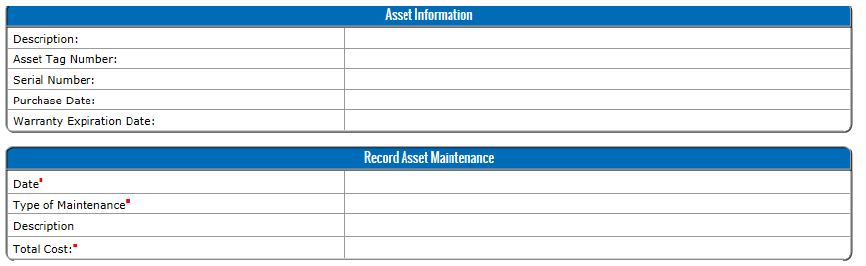 Asset Information
Description:
Asset Tag Number:
Serial Number:
Purchase Date:
Warranty Expiration Date:
Record Asset Maintenance
Date
Type of Maintenance
Description
Total Cost: